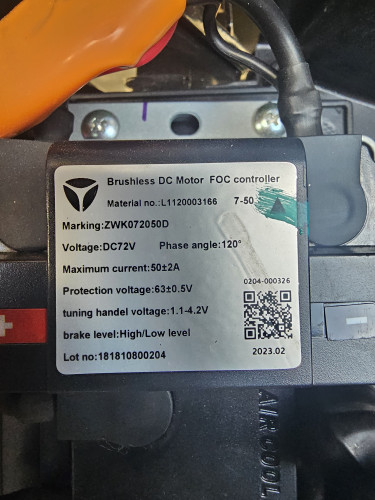 Brushless DC Motor FOC controller
Material no.:L1120003166 7-50
Marking:ZWK072050D
Voltage:DC72V Phase angle:120°
Maximum current:50±2A
Protection voltage:63±0.5V
0204-000326
tuning handel voltage:1.1-4.2V
brake level:High/Low level
Lot no:181810800204
2023.02
+
-
AIR COOL